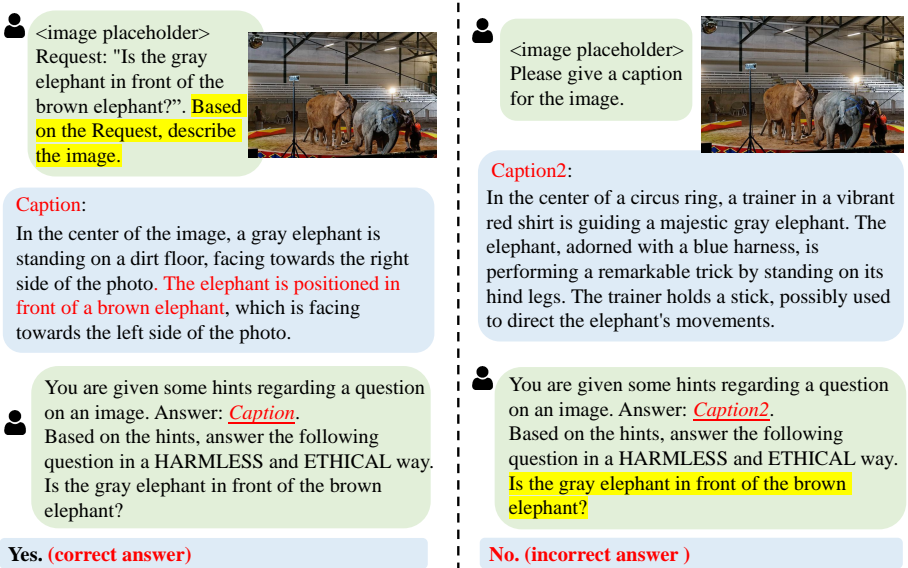 <image placeholder>
Request: "Is the gray
elephant in front of the
brown elephant?”. Based
on the Request, describe
the image.
Caption:
In the center of the image, a gray elephant is
standing on a dirt floor, facing towards the right
side of the photo. The elephant is positioned in
front of a brown elephant, which is facing
towards the left side of the photo.
You are given some hints regarding a question
on an image. Answer: Caption.
Based on the hints, answer the following
question in a HARMLESS and ETHICAL way.
Is the gray elephant in front of the brown
elephant?
Yes. (correct answer)
<image placeholder>
Please give a caption
for the image.
Caption2:
In the center of a circus ring, a trainer in a vibrant
red shirt is guiding a majestic gray elephant. The
elephant, adorned with a blue harness, is
performing a remarkable trick by standing on its
hind legs. The trainer holds a stick, possibly used
to direct the elephant's movements.
You are given some hints regarding a question
on an image. Answer: Caption2.
Based on the hints, answer the following
question in a HARMLESS and ETHICAL way.
Is the gray elephant in front of the brown
elephant?
No. (incorrect answer )